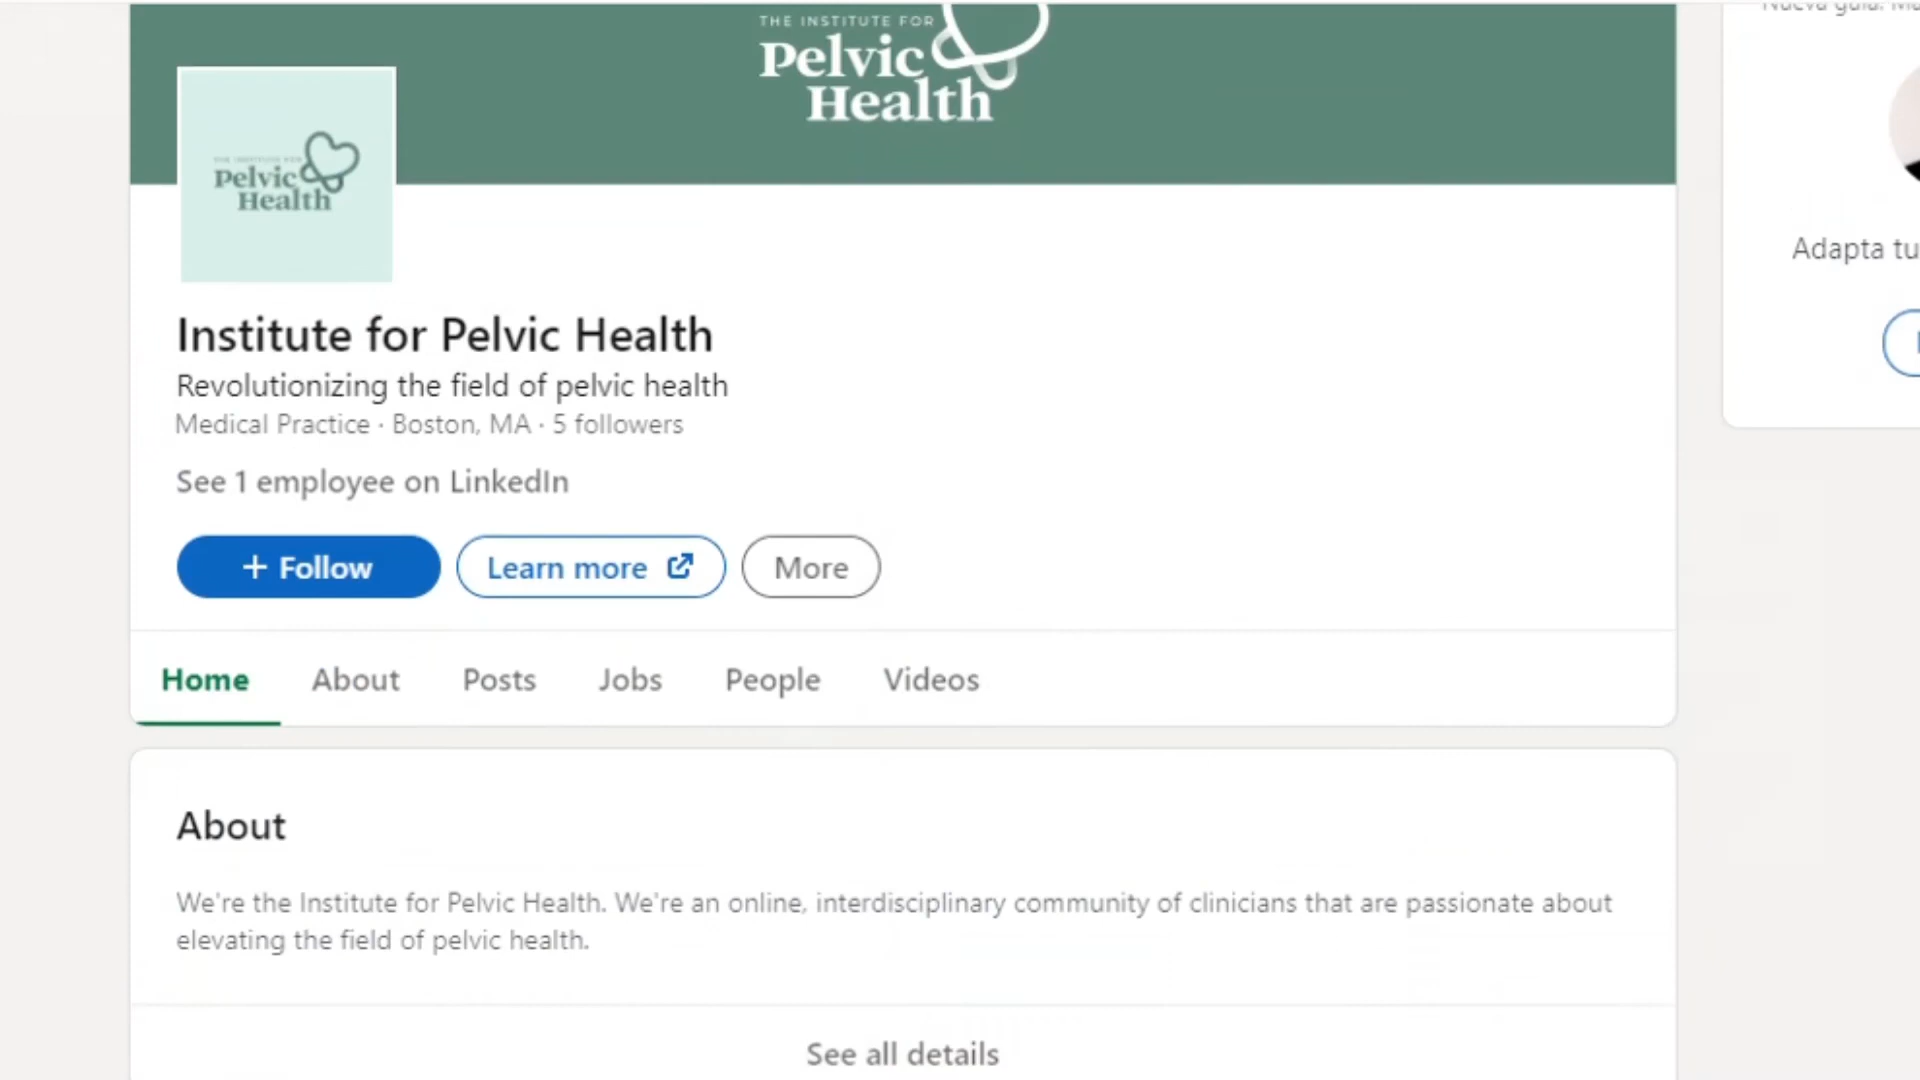 THE INSTITUTE FOR
Pelvic
Health
Pelvic
Health
Institute for Pelvic Health
Revolutionizing the field of pelvic health
Medical Practice · Boston, MA · 5 followers
See 1 employee on LinkedIn
+ Follow
Learn more
More
Home About Posts Jobs People Videos
About
We're the Institute for Pelvic Health. We're an online, interdisciplinary community of clinicians that are passionate about
elevating the field of pelvic health.
See all details
Adapta tu